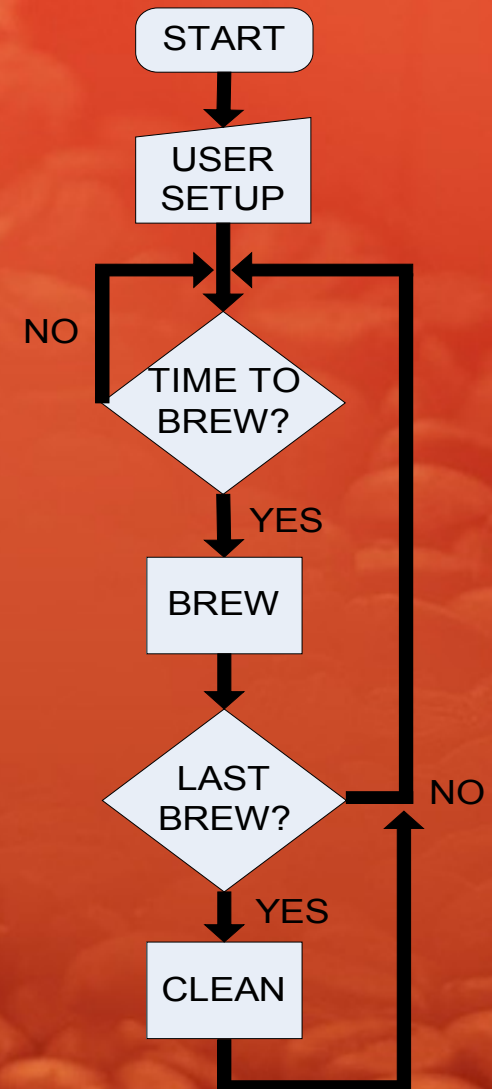 START
USER
SETUP
NO
TIME TO
BREW?
YES
BREW
LAST
BREW?
NO
YES
CLEAN